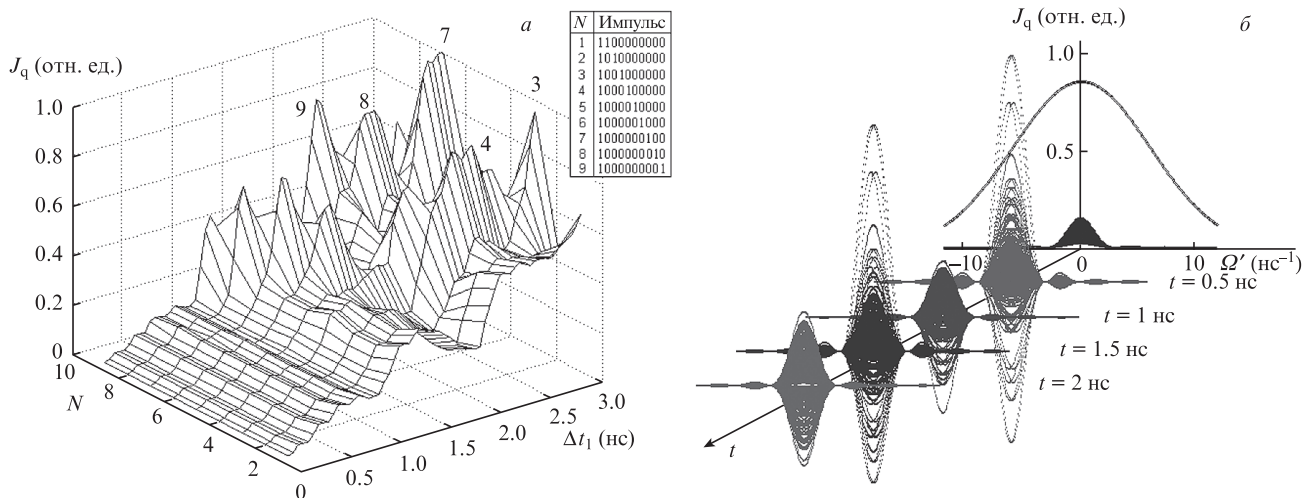 а
J_q (отн. ед.)
1.0
0.8
0.6
0.4
0.2
0
10
8
6
4
2
N
0
0.5
1.0
1.5
2.0
2.5
3.0
Δt₁ (нс)
9
8
7
4
3
N Импульс
1 1100000000
2 1010000000
3 1001000000
4 1000100000
5 1000010000
6 1000001000
7 1000000100
8 1000000010
9 1000000001
б
J_q (отн. ед.)
1.0
0.5
−10
0
10
Ω′ (нс⁻¹)
t = 0.5 нс
t = 1 нс
t = 1.5 нс
t = 2 нс
t